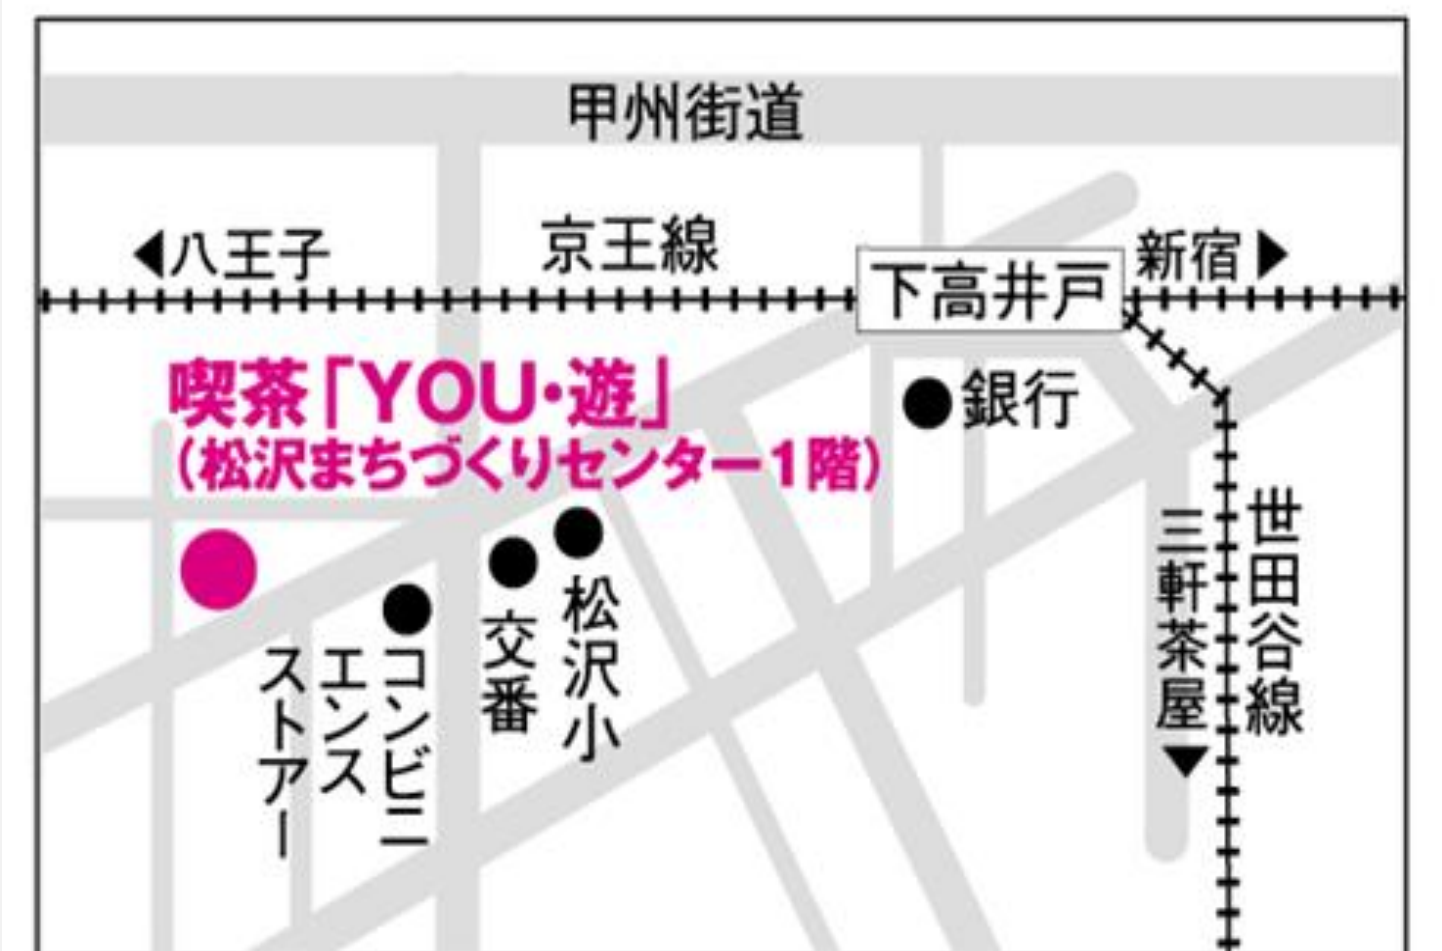 甲州街道
◀八王子
京王線
新宿▶
下高井戸
喫茶「YOU・遊」
（松沢まちづくりセンター1階）
銀行
世田谷線
三軒茶屋▼
松沢小
交番
コンビニ
エンス
ストアー